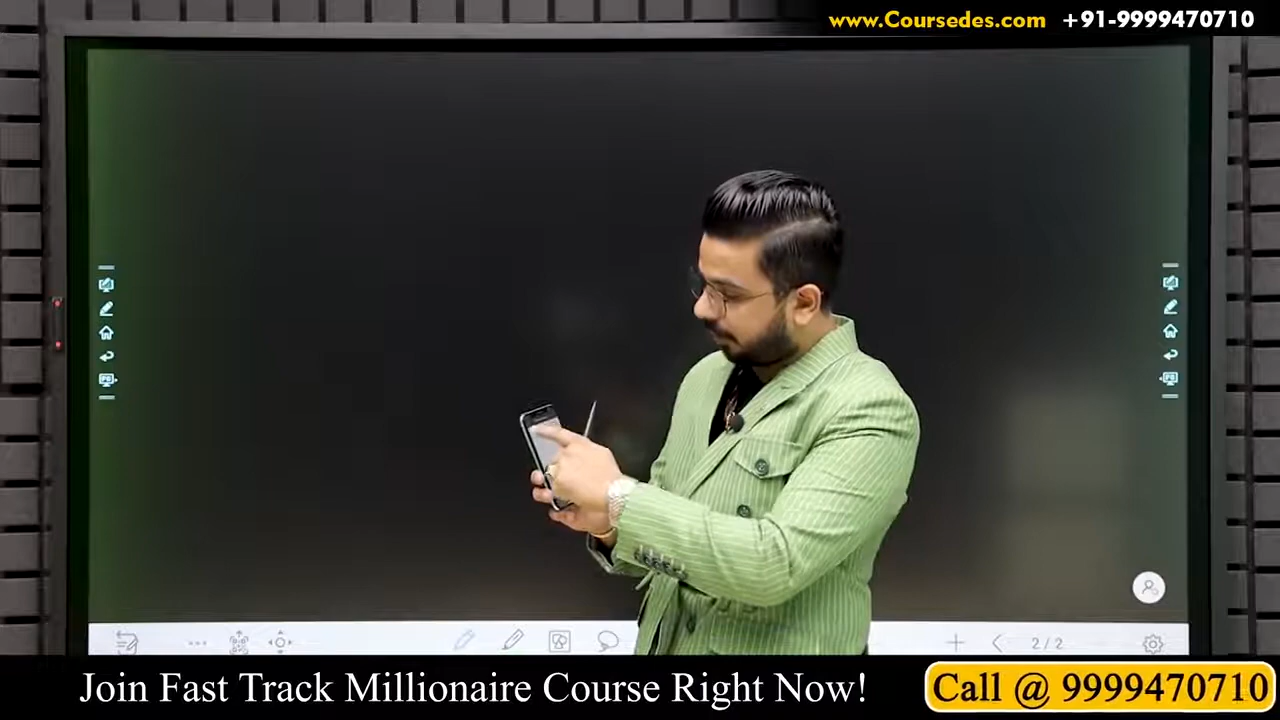 www.Coursedes.com +91-9999470710
2/2
Join Fast Track Millionaire Course Right Now!
Call @ 9999470710